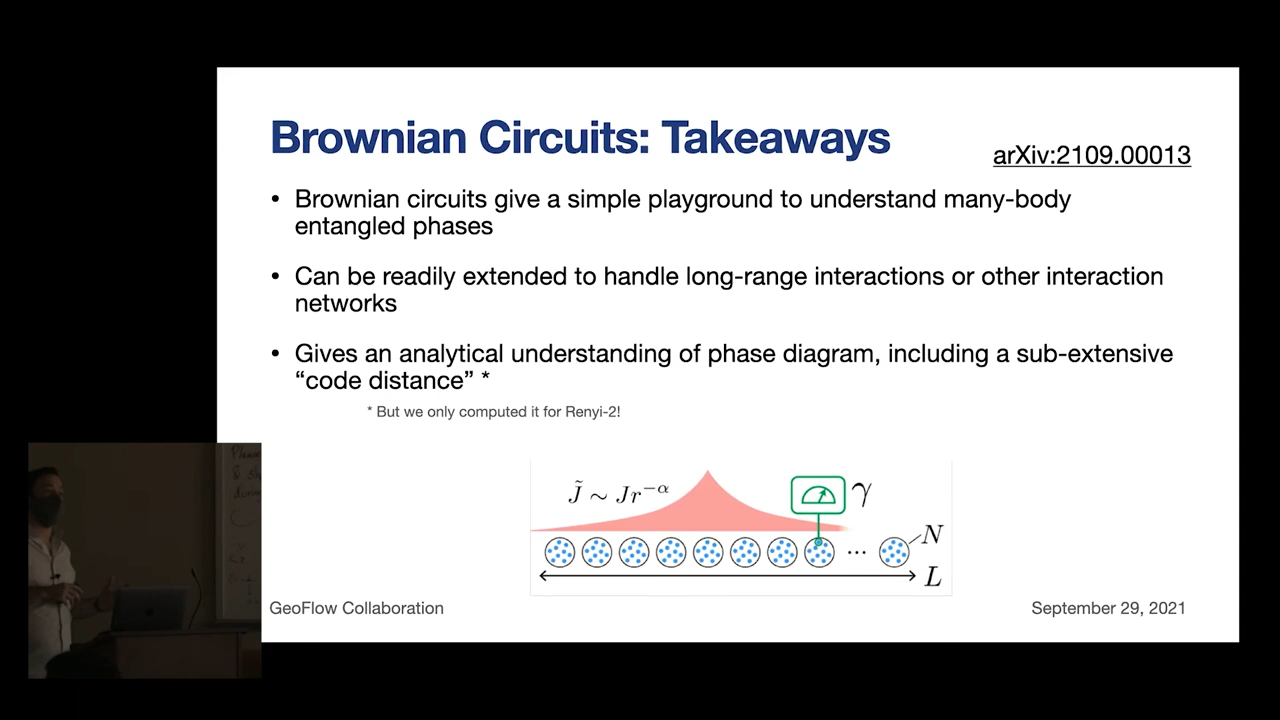 Brownian Circuits: Takeaways
arXiv:2109.00013
• Brownian circuits give a simple playground to understand many-body
entangled phases
• Can be readily extended to handle long-range interactions or other interaction
networks
• Gives an analytical understanding of phase diagram, including a sub-extensive
“code distance” *
* But we only computed it for Renyi-2!
J̃ ~ Jr^{-α}
γ
N
...
L
GeoFlow Collaboration
September 29, 2021